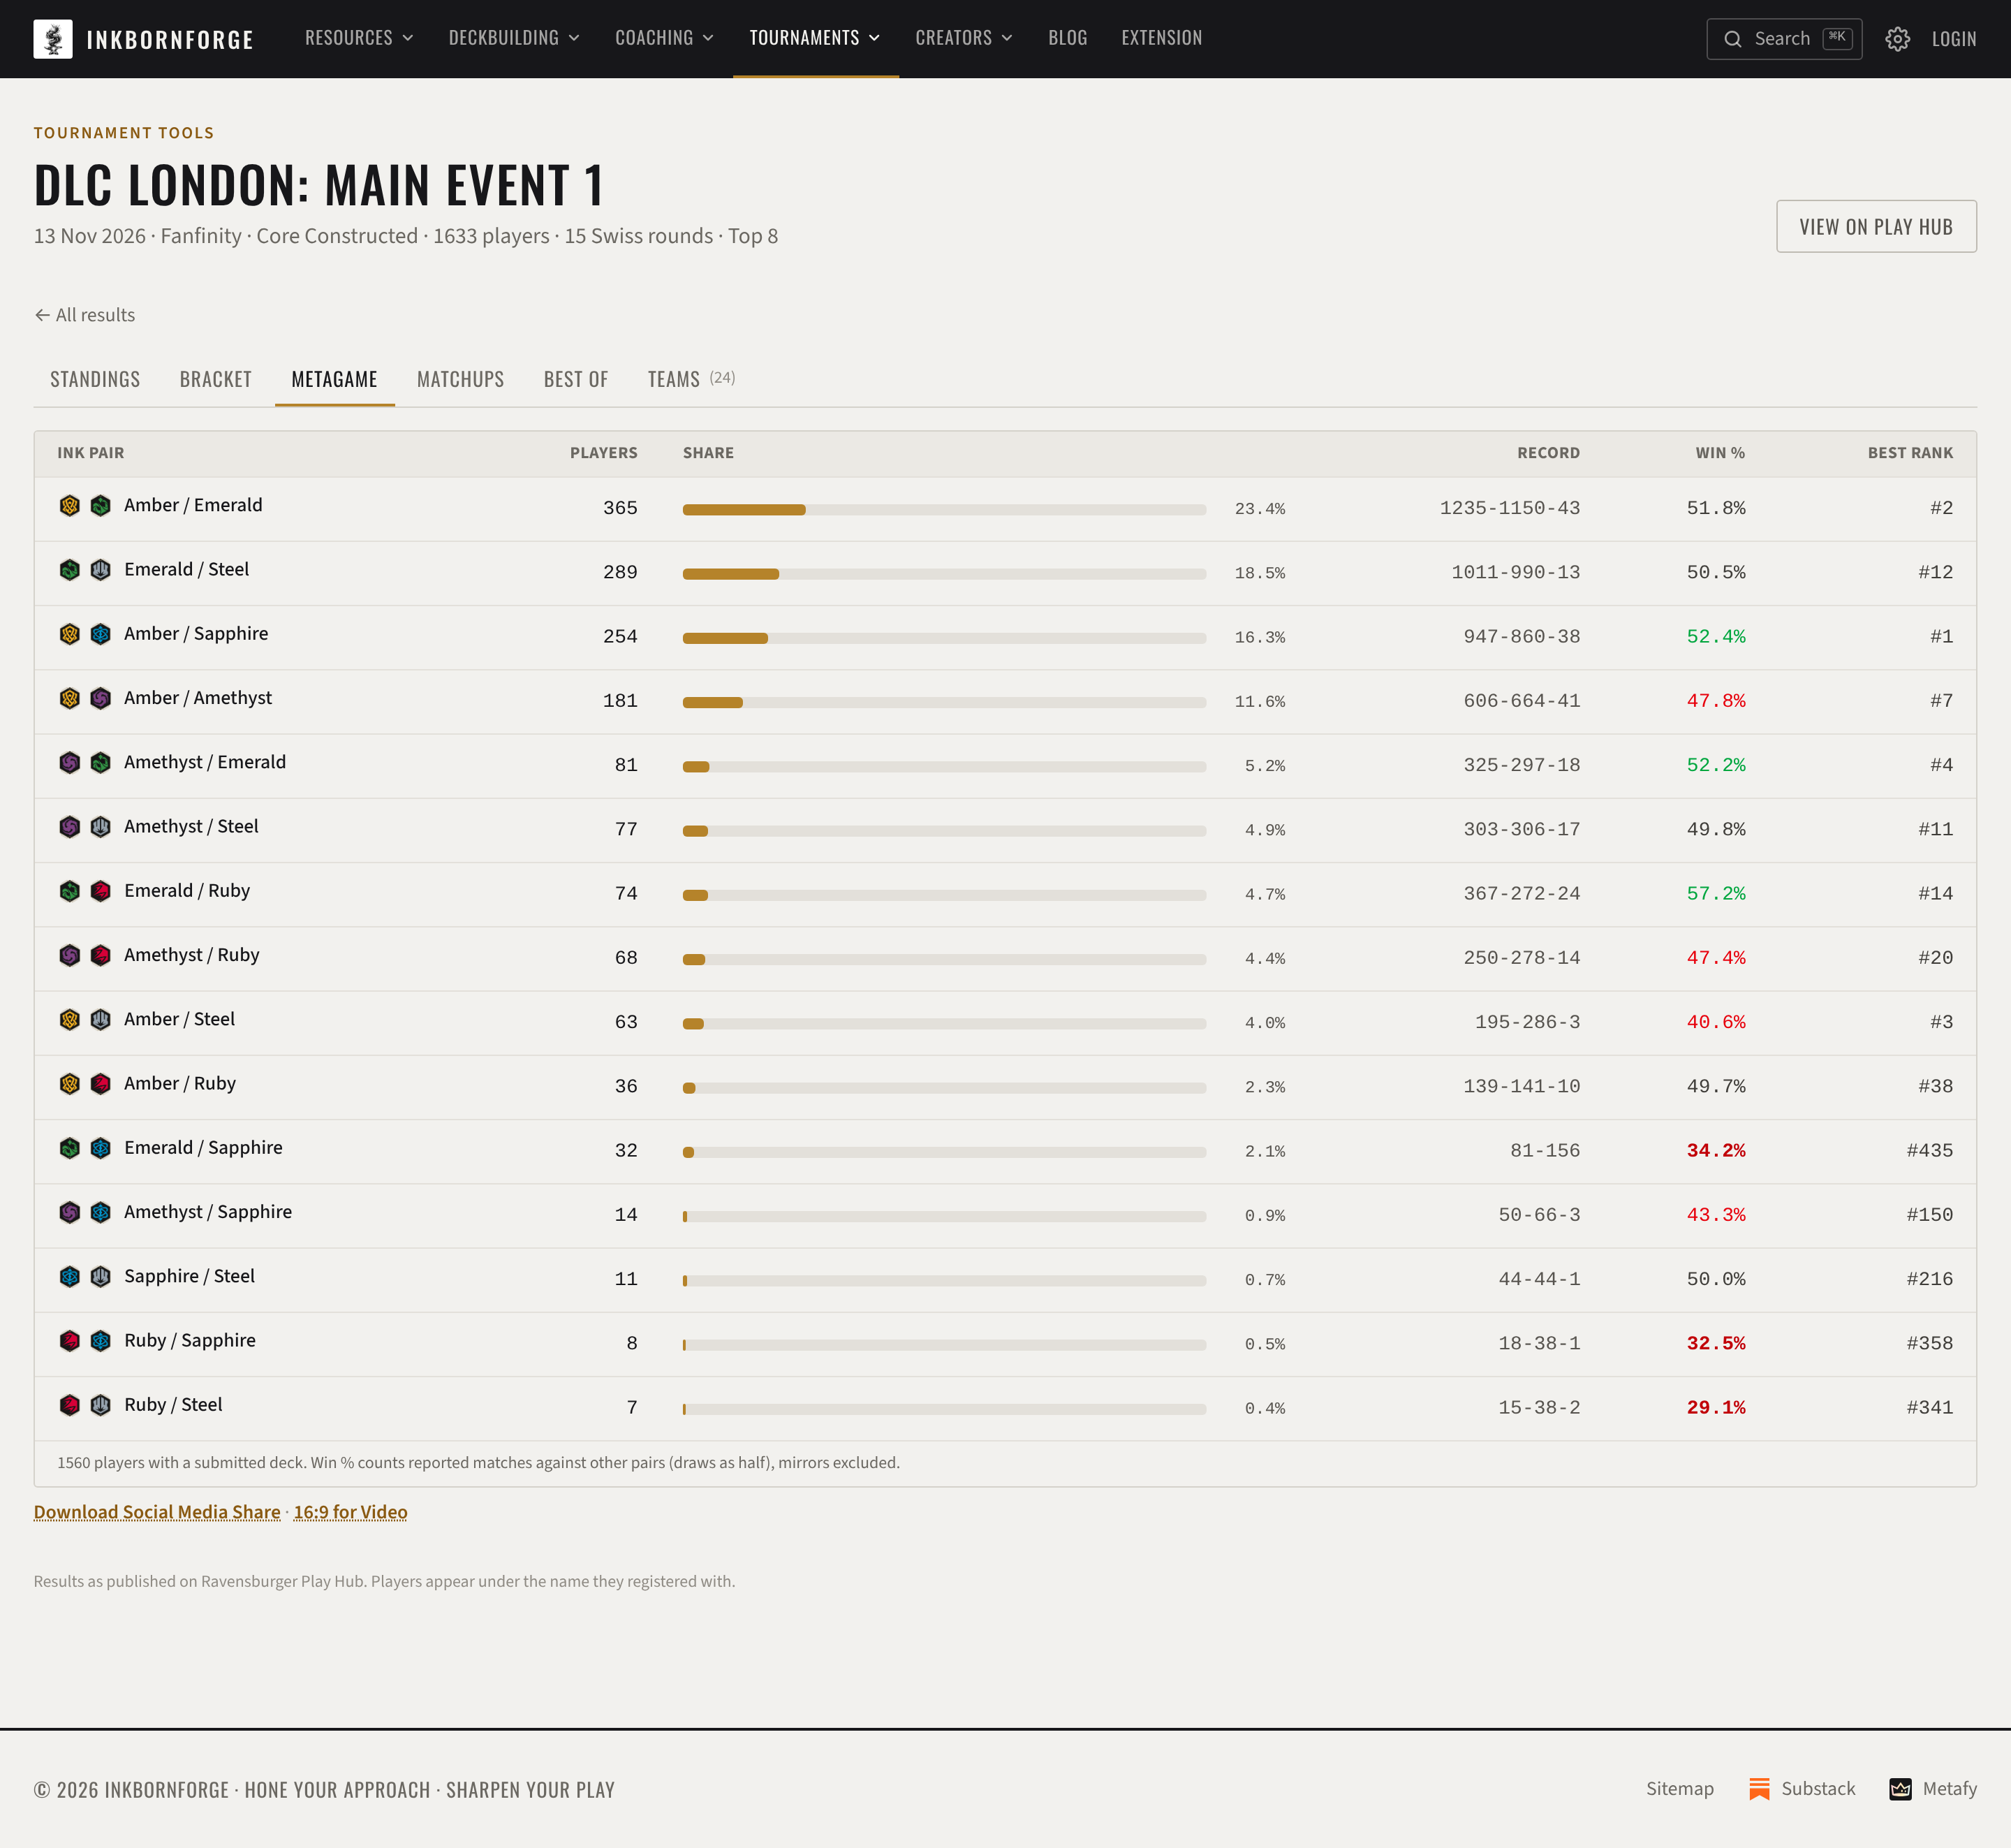 INKBORNFORGE RESOURCES DECKBUILDING COACHING TOURNAMENTS CREATORS BLOG EXTENSION Search ⌘K LOGIN
TOURNAMENT TOOLS
DLC LONDON: MAIN EVENT 1
13 Nov 2026 · Fanfinity · Core Constructed · 1633 players · 15 Swiss rounds · Top 8
VIEW ON PLAY HUB
← All results
STANDINGS BRACKET METAGAME MATCHUPS BEST OF TEAMS (24)
INK PAIR PLAYERS SHARE RECORD WIN % BEST RANK
Amber / Emerald 365 23.4% 1235-1150-43 51.8% #2
Emerald / Steel 289 18.5% 1011-990-13 50.5% #12
Amber / Sapphire 254 16.3% 947-860-38 52.4% #1
Amber / Amethyst 181 11.6% 606-664-41 47.8% #7
Amethyst / Emerald 81 5.2% 325-297-18 52.2% #4
Amethyst / Steel 77 4.9% 303-306-17 49.8% #11
Emerald / Ruby 74 4.7% 367-272-24 57.2% #14
Amethyst / Ruby 68 4.4% 250-278-14 47.4% #20
Amber / Steel 63 4.0% 195-286-3 40.6% #3
Amber / Ruby 36 2.3% 139-141-10 49.7% #38
Emerald / Sapphire 32 2.1% 81-156 34.2% #435
Amethyst / Sapphire 14 0.9% 50-66-3 43.3% #150
Sapphire / Steel 11 0.7% 44-44-1 50.0% #216
Ruby / Sapphire 8 0.5% 18-38-1 32.5% #358
Ruby / Steel 7 0.4% 15-38-2 29.1% #341
1560 players with a submitted deck. Win % counts reported matches against other pairs (draws as half), mirrors excluded.
Download Social Media Share · 16:9 for Video
Results as published on Ravensburger Play Hub. Players appear under the name they registered with.
© 2026 INKBORNFORGE · HONE YOUR APPROACH · SHARPEN YOUR PLAY Sitemap Substack Metafy